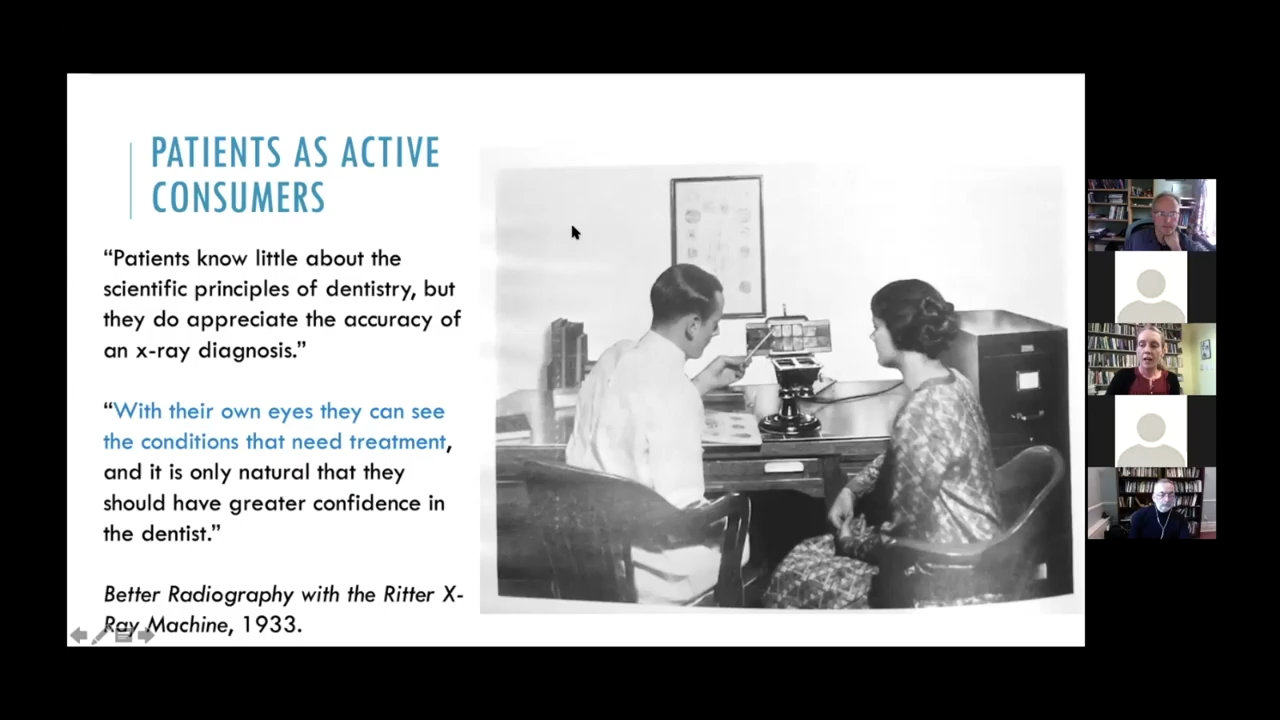 PATIENTS AS ACTIVE
CONSUMERS
“Patients know little about the
scientific principles of dentistry, but
they do appreciate the accuracy of
an x-ray diagnosis.”
“With their own eyes they can see
the conditions that need treatment,
and it is only natural that they
should have greater confidence in
the dentist.”
Better Radiography with the Ritter X-
Ray Machine, 1933.